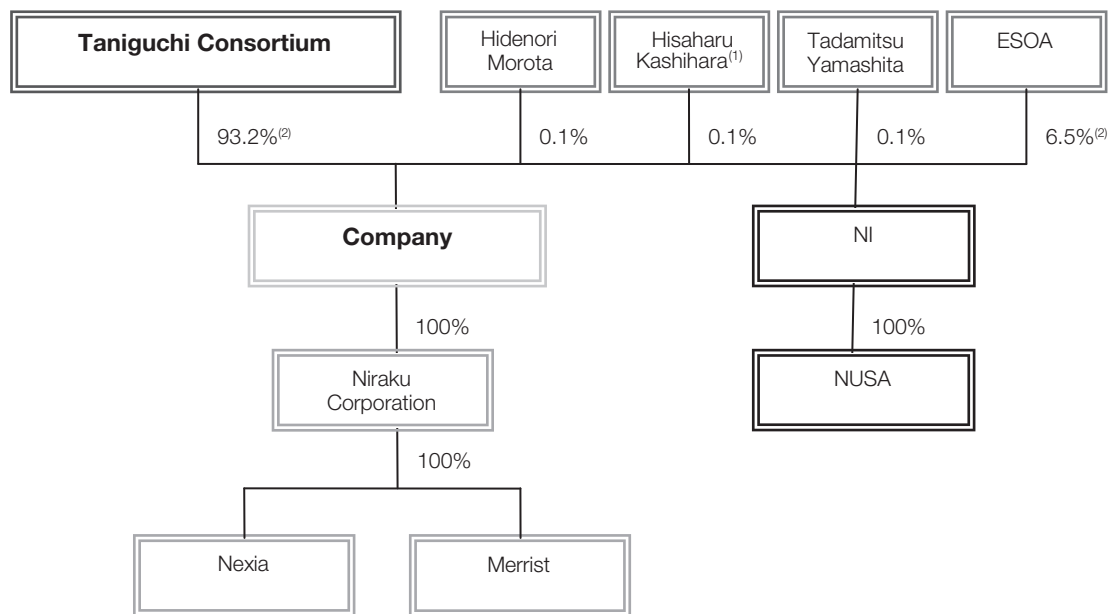 Taniguchi Consortium
Hidenori
Morota
Hisaharu
Kashihara(1)
Tadamitsu
Yamashita
ESOA
93.2%(2)
0.1%
0.1%
0.1%
6.5%(2)
Company
NI
100%
100%
Niraku
Corporation
NUSA
100%
Nexia
Merrist